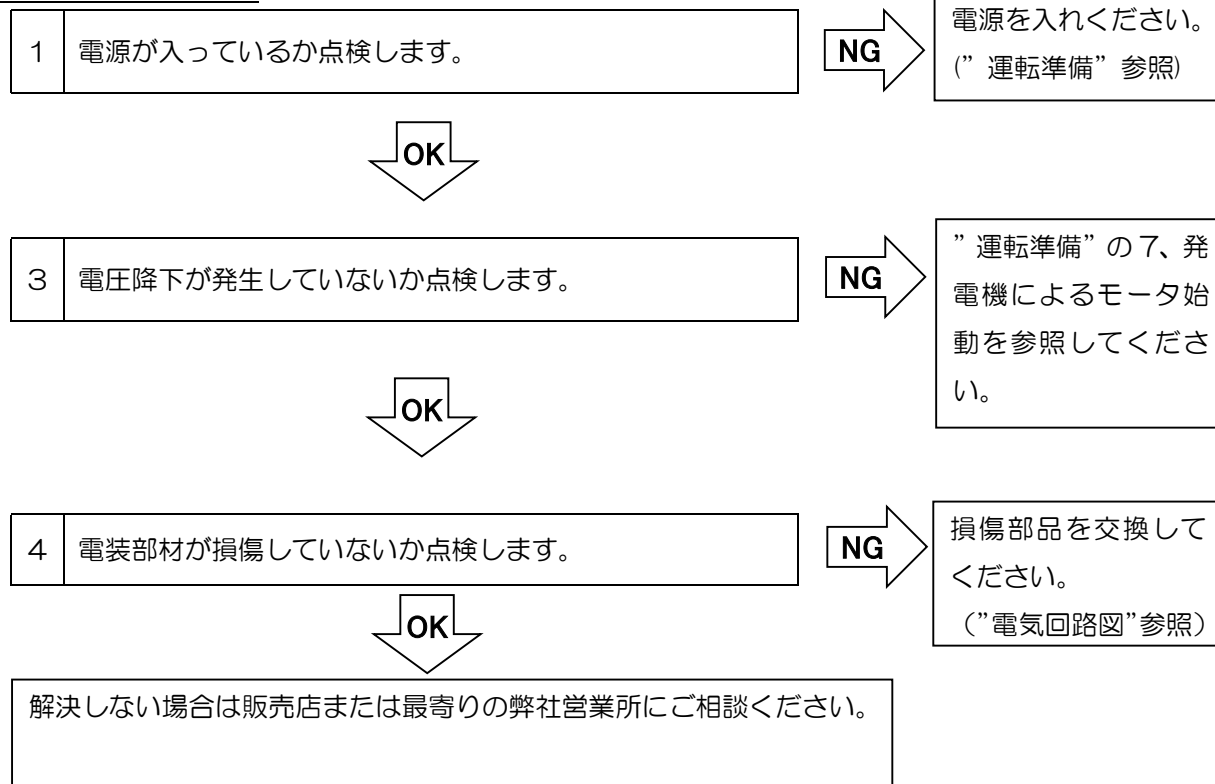 1 電源が入っているか点検します。
NG
電源を入れください。
(”運転準備”参照)
OK
3 電圧降下が発生していないか点検します。
NG
”運転準備”の7、発
電機によるモータ始
動を参照してくださ
い。
OK
4 電装部材が損傷していないか点検します。
NG
損傷部品を交換して
ください。
(”電気回路図”参照)
OK
解決しない場合は販売店または最寄りの弊社営業所にご相談ください。